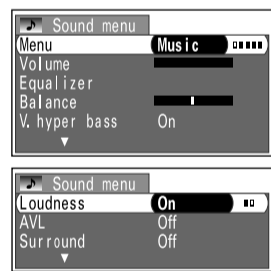 Sound menu
Menu Music
Volume
Equalizer
Balance
V. hyper bass On
Sound menu
Loudness On
AVL Off
Surround Off